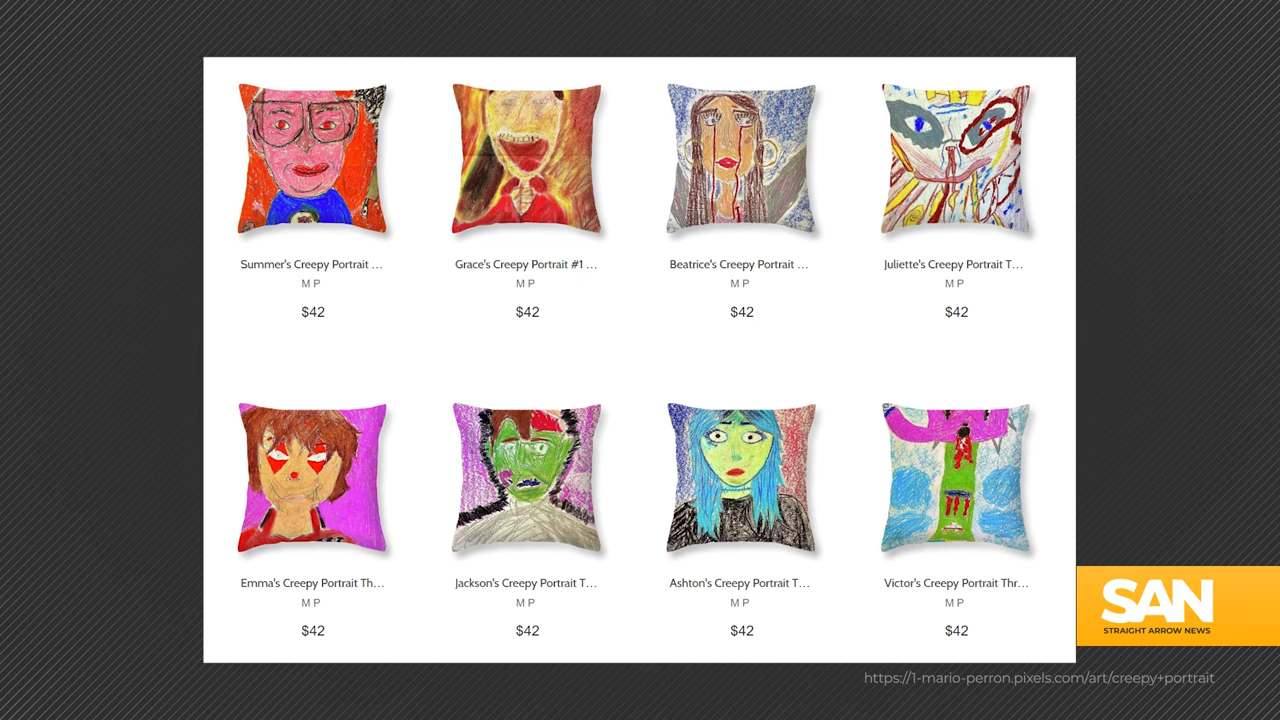 Summer's Creepy Portrait ...
Grace's Creepy Portrait #1 ...
Beatrice's Creepy Portrait ...
Juliette's Creepy Portrait T...
M P
M P
M P
M P
$42
$42
$42
$42
Emma's Creepy Portrait Th...
Jackson's Creepy Portrait T...
Ashton's Creepy Portrait T...
Victor's Creepy Portrait Thr...
M P
M P
M P
M P
$42
$42
$42
$42
SAN
STRAIGHT ARROW NEWS
https://1-mario-perron.pixels.com/art/creepy+portrait